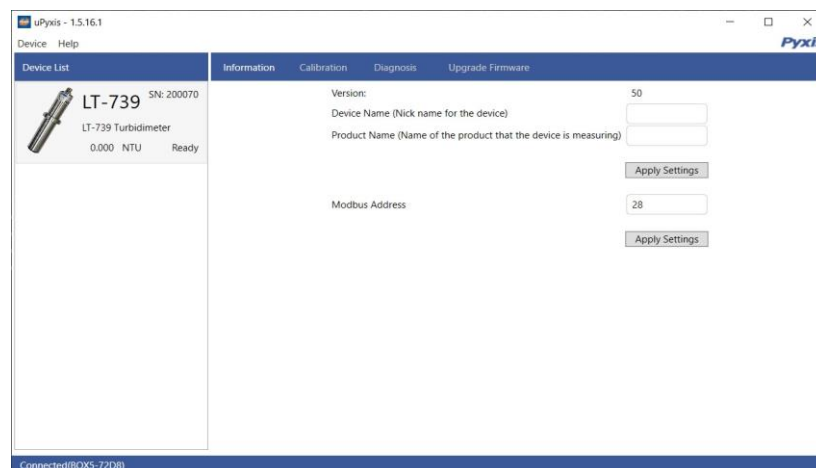 uPyxis - 1.5.16.1
Device Help
Pyxi
Device List
Information Calibration Diagnosis Upgrade Firmware
LT-739 SN: 200070
LT-739 Turbidimeter
0.000 NTU Ready
Version: 50
Device Name (Nick name for the device)
Product Name (Name of the product that the device is measuring)
Apply Settings
Modbus Address 28
Apply Settings
Connected(BOX5-72D8)